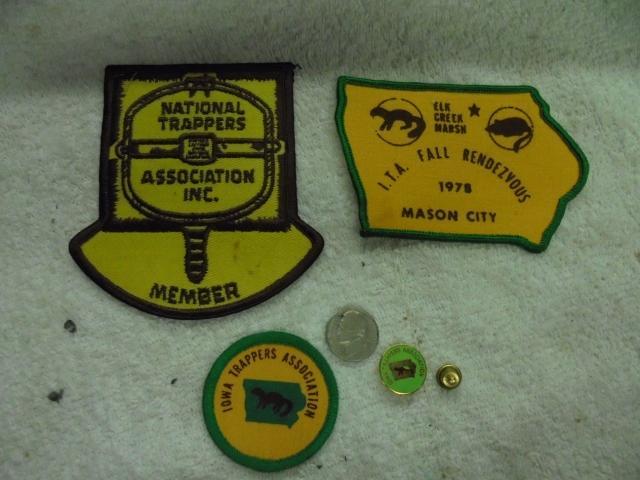 NATIONAL
TRAPPERS
ASSOCIATION
INC.
MEMBER
ELK
CREEK
MARSH
I.T.A. FALL RENDEZVOUS
1978
MASON CITY
IOWA TRAPPERS ASSOCIATION